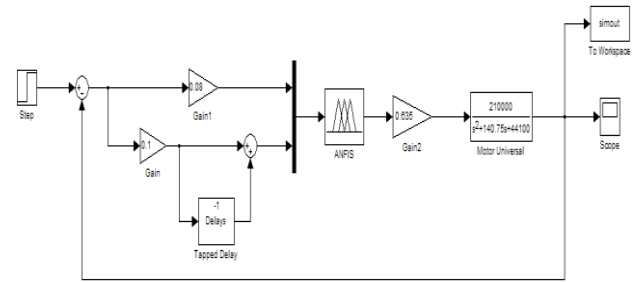 simout
To Workspace
Step
+
-
0.08
Gain1
0.1
Gain
+
+
-1
Delays
Tapped Delay
ANFIS
0.635
Gain2
210000
s²+140.75s+44100
Motor Universal
Scope